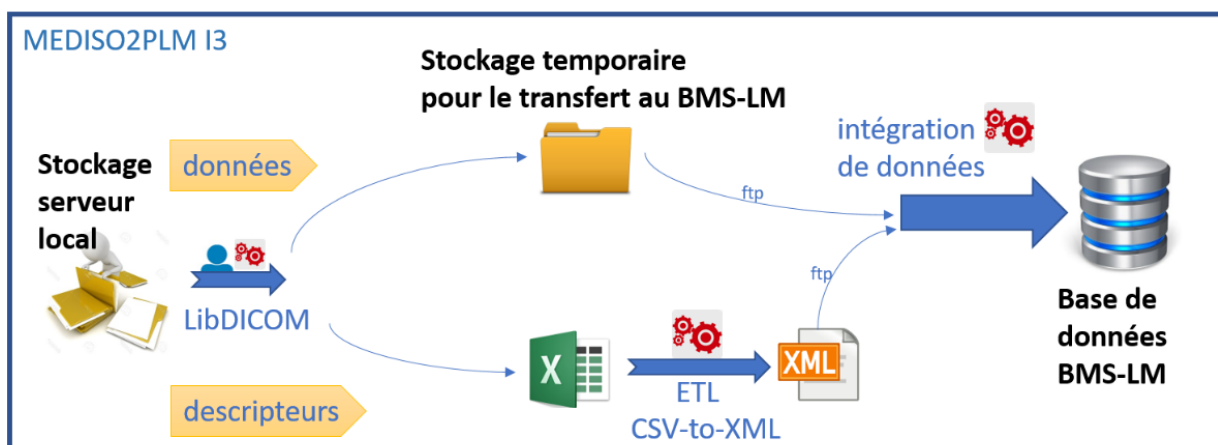 MEDISO2PLM I3
Stockage temporaire
pour le transfert au BMS-LM
intégration
de données
données
Stockage
serveur
local
ftp
LibDICOM
ftp
Base de
données
BMS-LM
X
XML
ETL
CSV-to-XML
descripteurs